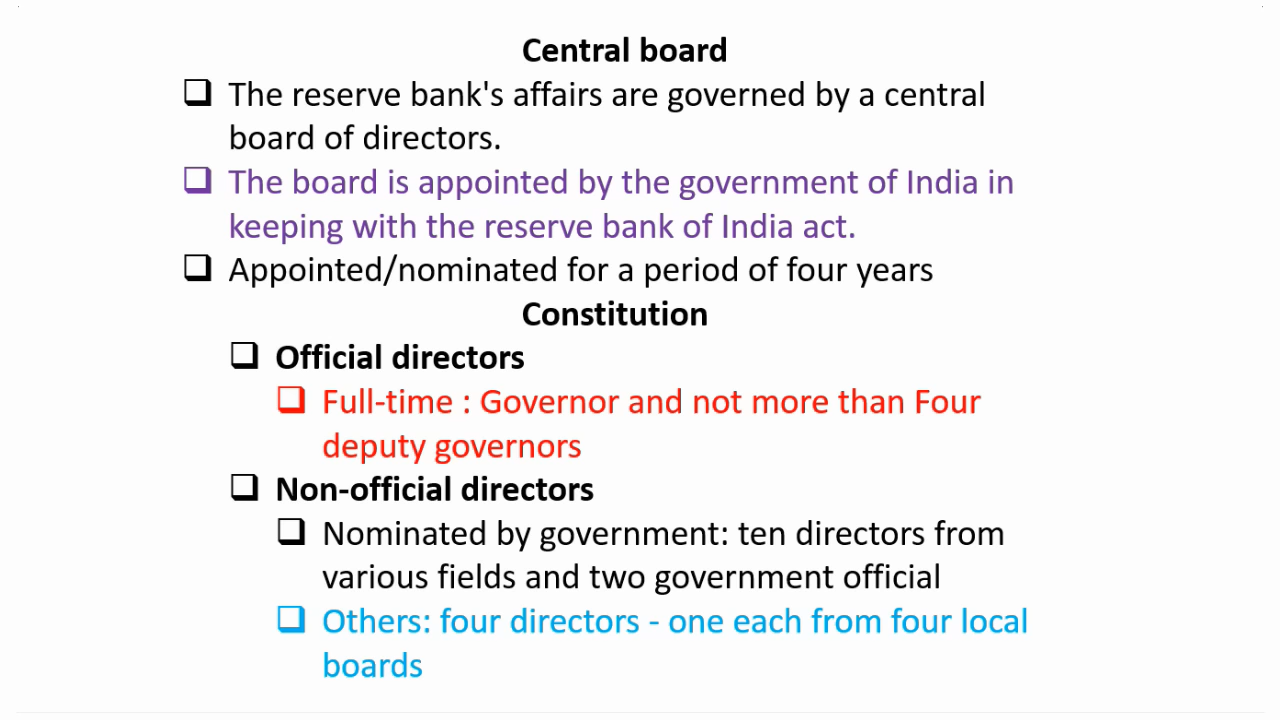 Central board
❑ The reserve bank's affairs are governed by a central
board of directors.
❑ The board is appointed by the government of India in
keeping with the reserve bank of India act.
❑ Appointed/nominated for a period of four years
Constitution
❑ Official directors
❑ Full-time : Governor and not more than Four
deputy governors
❑ Non-official directors
❑ Nominated by government: ten directors from
various fields and two government official
❑ Others: four directors - one each from four local
boards